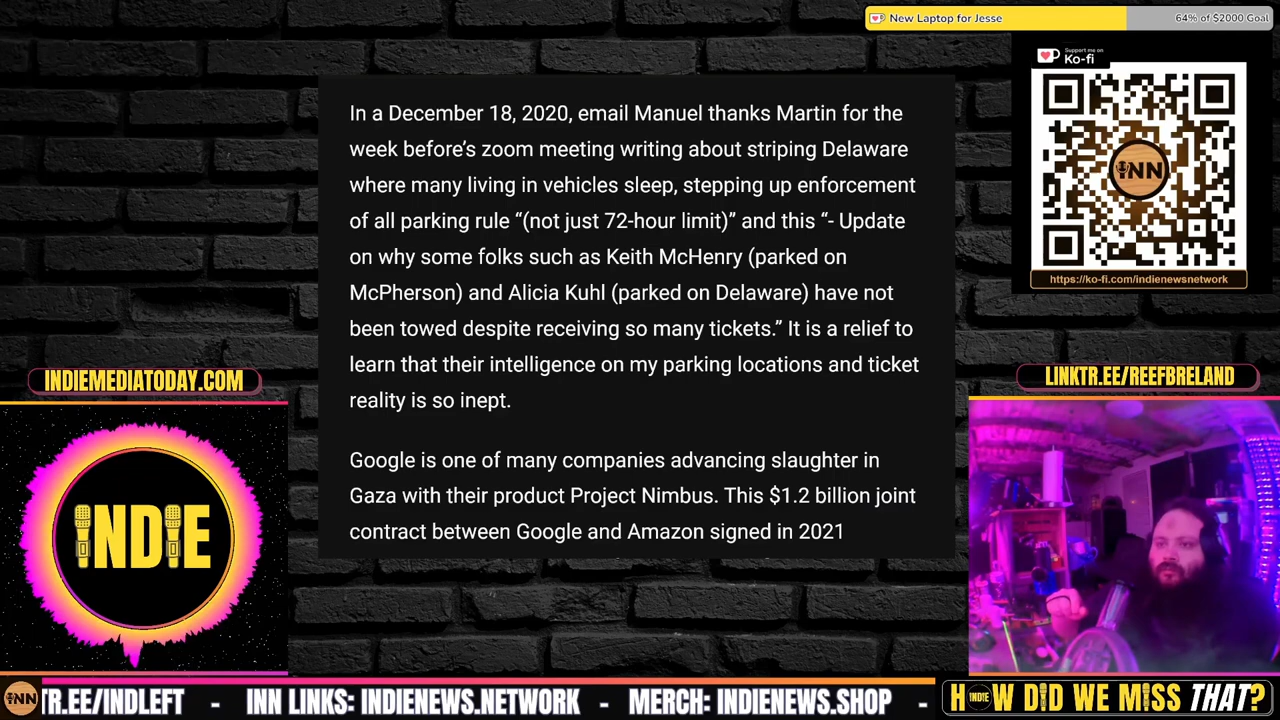 New Laptop for Jesse
64% of $2000 Goal
Support me on
Ko-fi
iNN
https://ko-fi.com/indienewsnetwork
In a December 18, 2020, email Manuel thanks Martin for the
week before’s zoom meeting writing about striping Delaware
where many living in vehicles sleep, stepping up enforcement
of all parking rule “(not just 72-hour limit)” and this “- Update
on why some folks such as Keith McHenry (parked on
McPherson) and Alicia Kuhl (parked on Delaware) have not
been towed despite receiving so many tickets.” It is a relief to
learn that their intelligence on my parking locations and ticket
reality is so inept.
Google is one of many companies advancing slaughter in
Gaza with their product Project Nimbus. This $1.2 billion joint
contract between Google and Amazon signed in 2021
INDIEMEDIATODAY.COM
LINKTR.EE/REEFBRELAND
INDIE
iNN
TR.EE/INDLEFT - INN LINKS: INDIENEWS.NETWORK - MERCH: INDIENEWS.SHOP -
HOW DID WE MISS THAT?